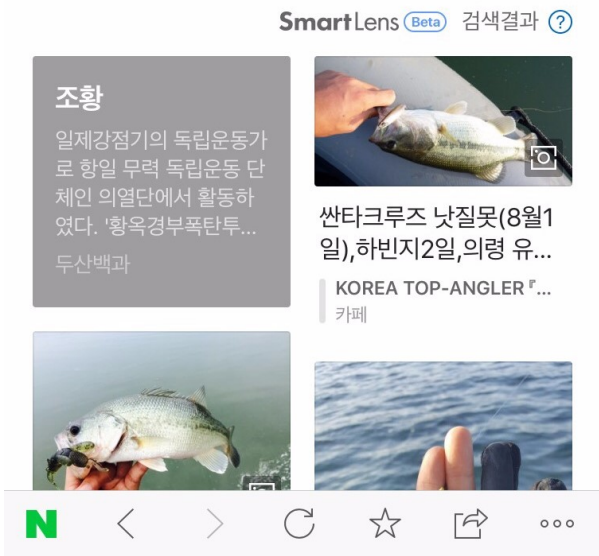 SmartLens Beta 검색결과 ?
조황
일제강점기의 독립운동가
로 항일 무력 독립운동 단
체인 의열단에서 활동하
였다. '황옥경부폭탄투...
두산백과
싼타크루즈 낫질못(8월1
일),하빈지2일,의령 유...
KOREA TOP-ANGLER『...
카페
N